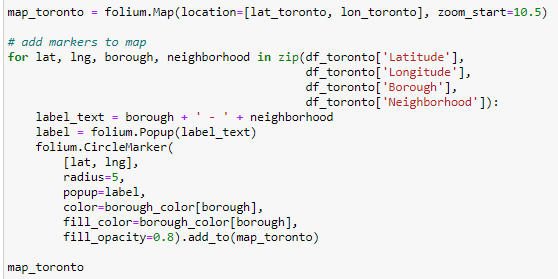 map_toronto = folium.Map(location=[lat_toronto, lon_toronto], zoom_start=10.5)

# add markers to map
for lat, lng, borough, neighborhood in zip(df_toronto['Latitude'],
                                           df_toronto['Longitude'],
                                           df_toronto['Borough'],
                                           df_toronto['Neighborhood']):
    label_text = borough + ' - ' + neighborhood
    label = folium.Popup(label_text)
    folium.CircleMarker(
        [lat, lng],
        radius=5,
        popup=label,
        color=borough_color[borough],
        fill_color=borough_color[borough],
        fill_opacity=0.8).add_to(map_toronto)

map_toronto